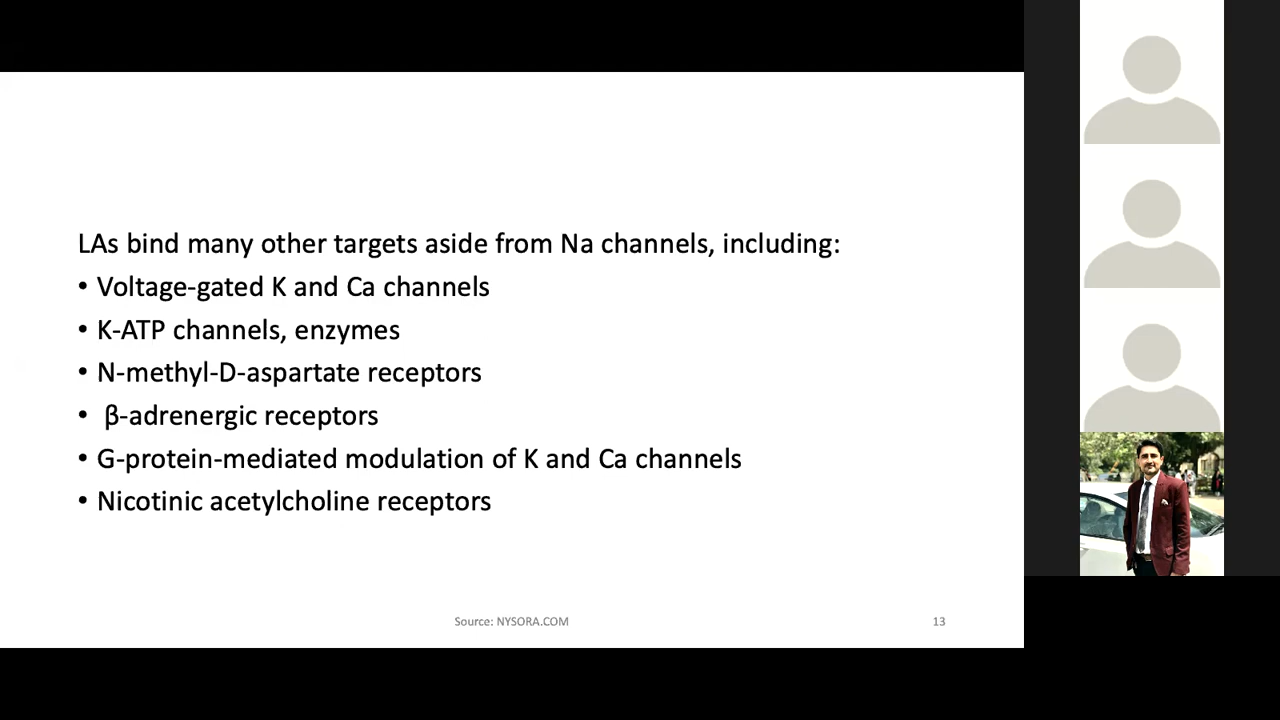 LAs bind many other targets aside from Na channels, including:
• Voltage-gated K and Ca channels
• K-ATP channels, enzymes
• N-methyl-D-aspartate receptors
• β-adrenergic receptors
• G-protein-mediated modulation of K and Ca channels
• Nicotinic acetylcholine receptors
Source: NYSORA.COM
13